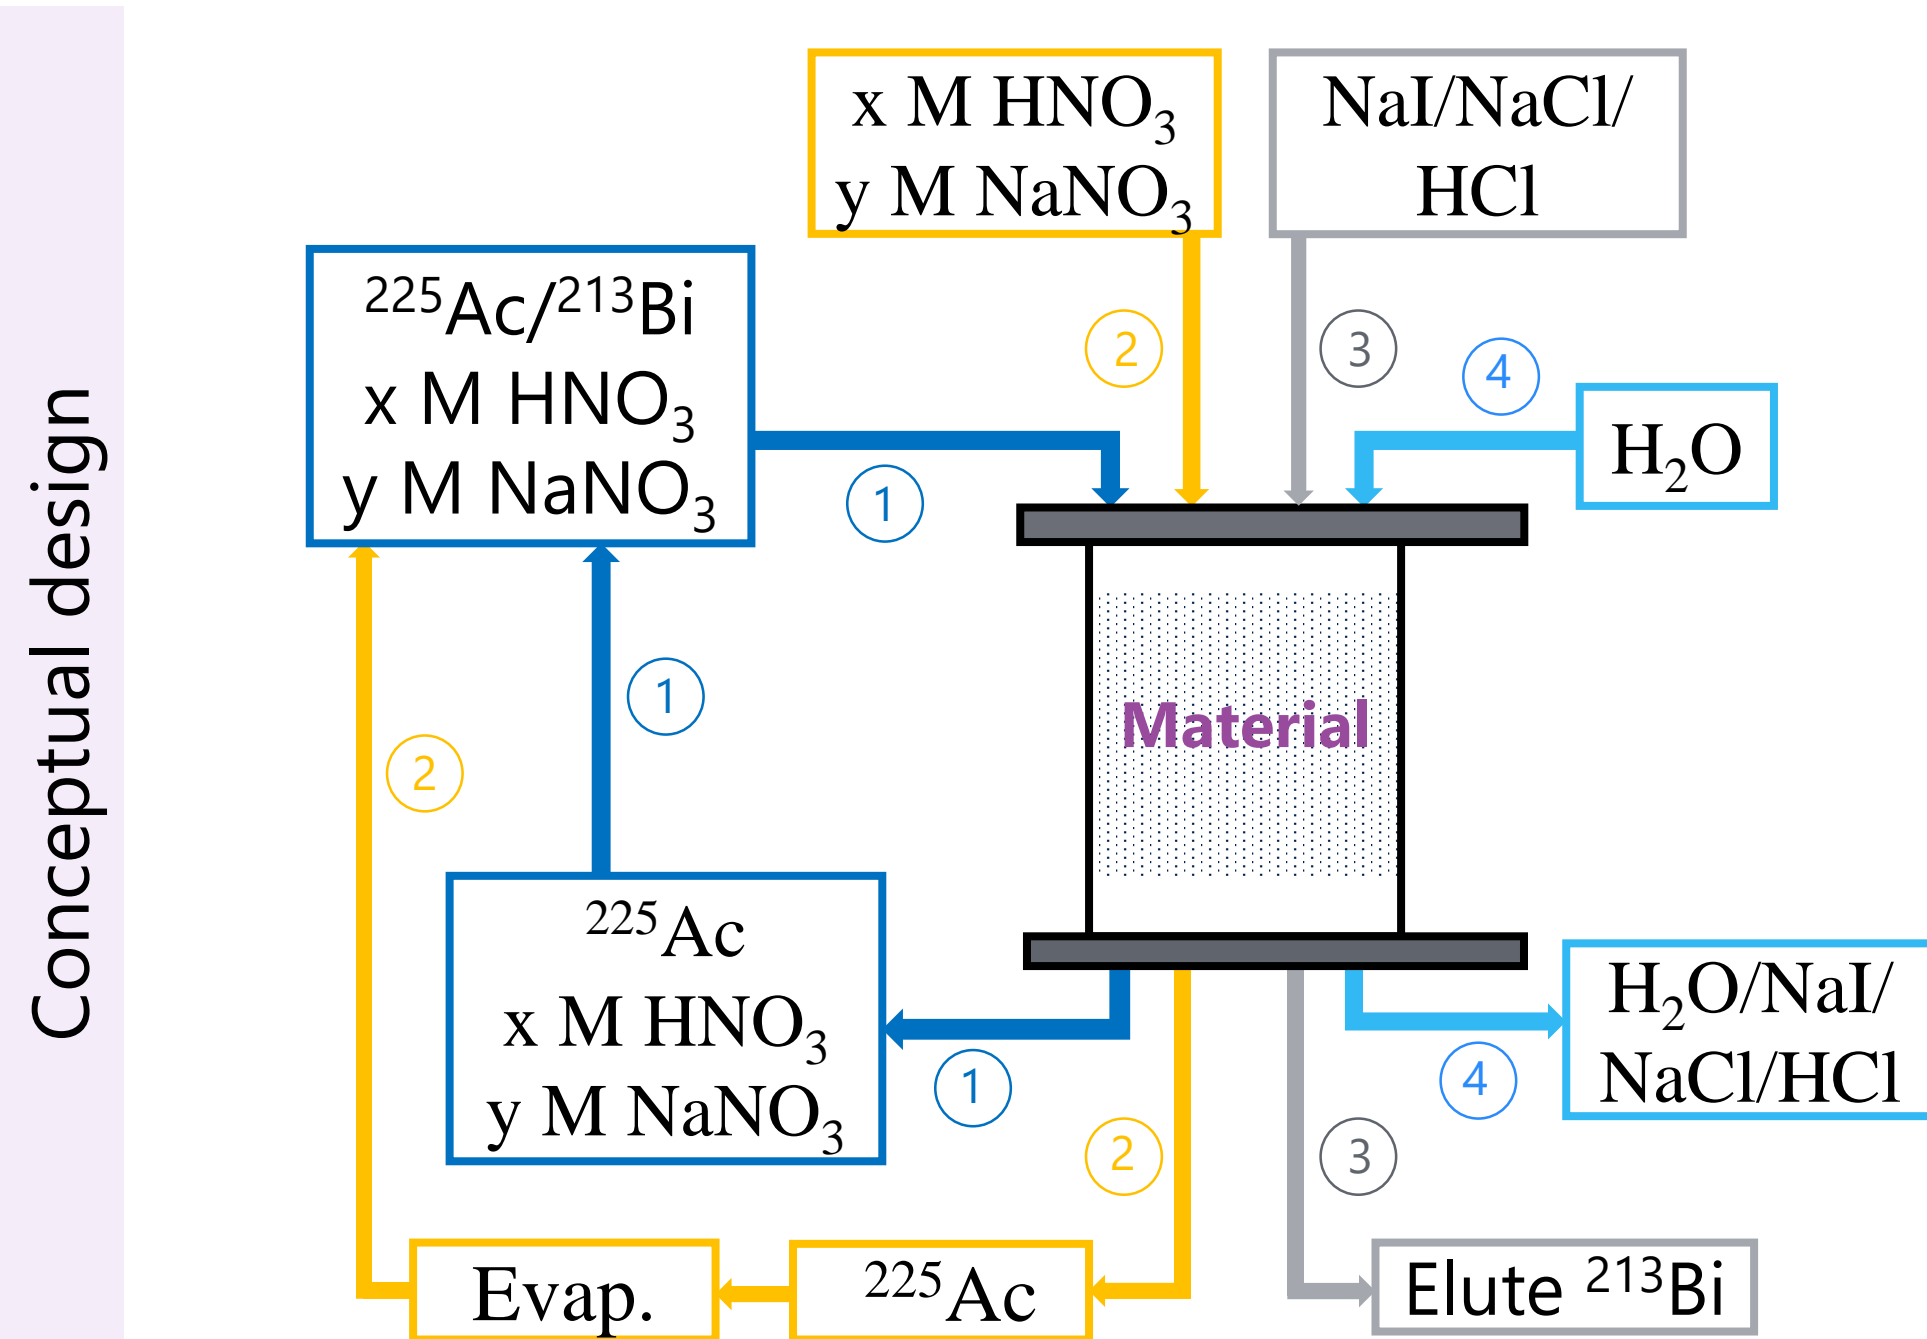 Conceptual design
x M HNO₃
y M NaNO₃
NaI/NaCl/
HCl
²²⁵Ac/²¹³Bi
x M HNO₃
y M NaNO₃
2
3
4
H₂O
1
1
Material
2
²²⁵Ac
x M HNO₃
y M NaNO₃
H₂O/NaI/
NaCl/HCl
1
4
2
3
Evap.
²²⁵Ac
Elute ²¹³Bi